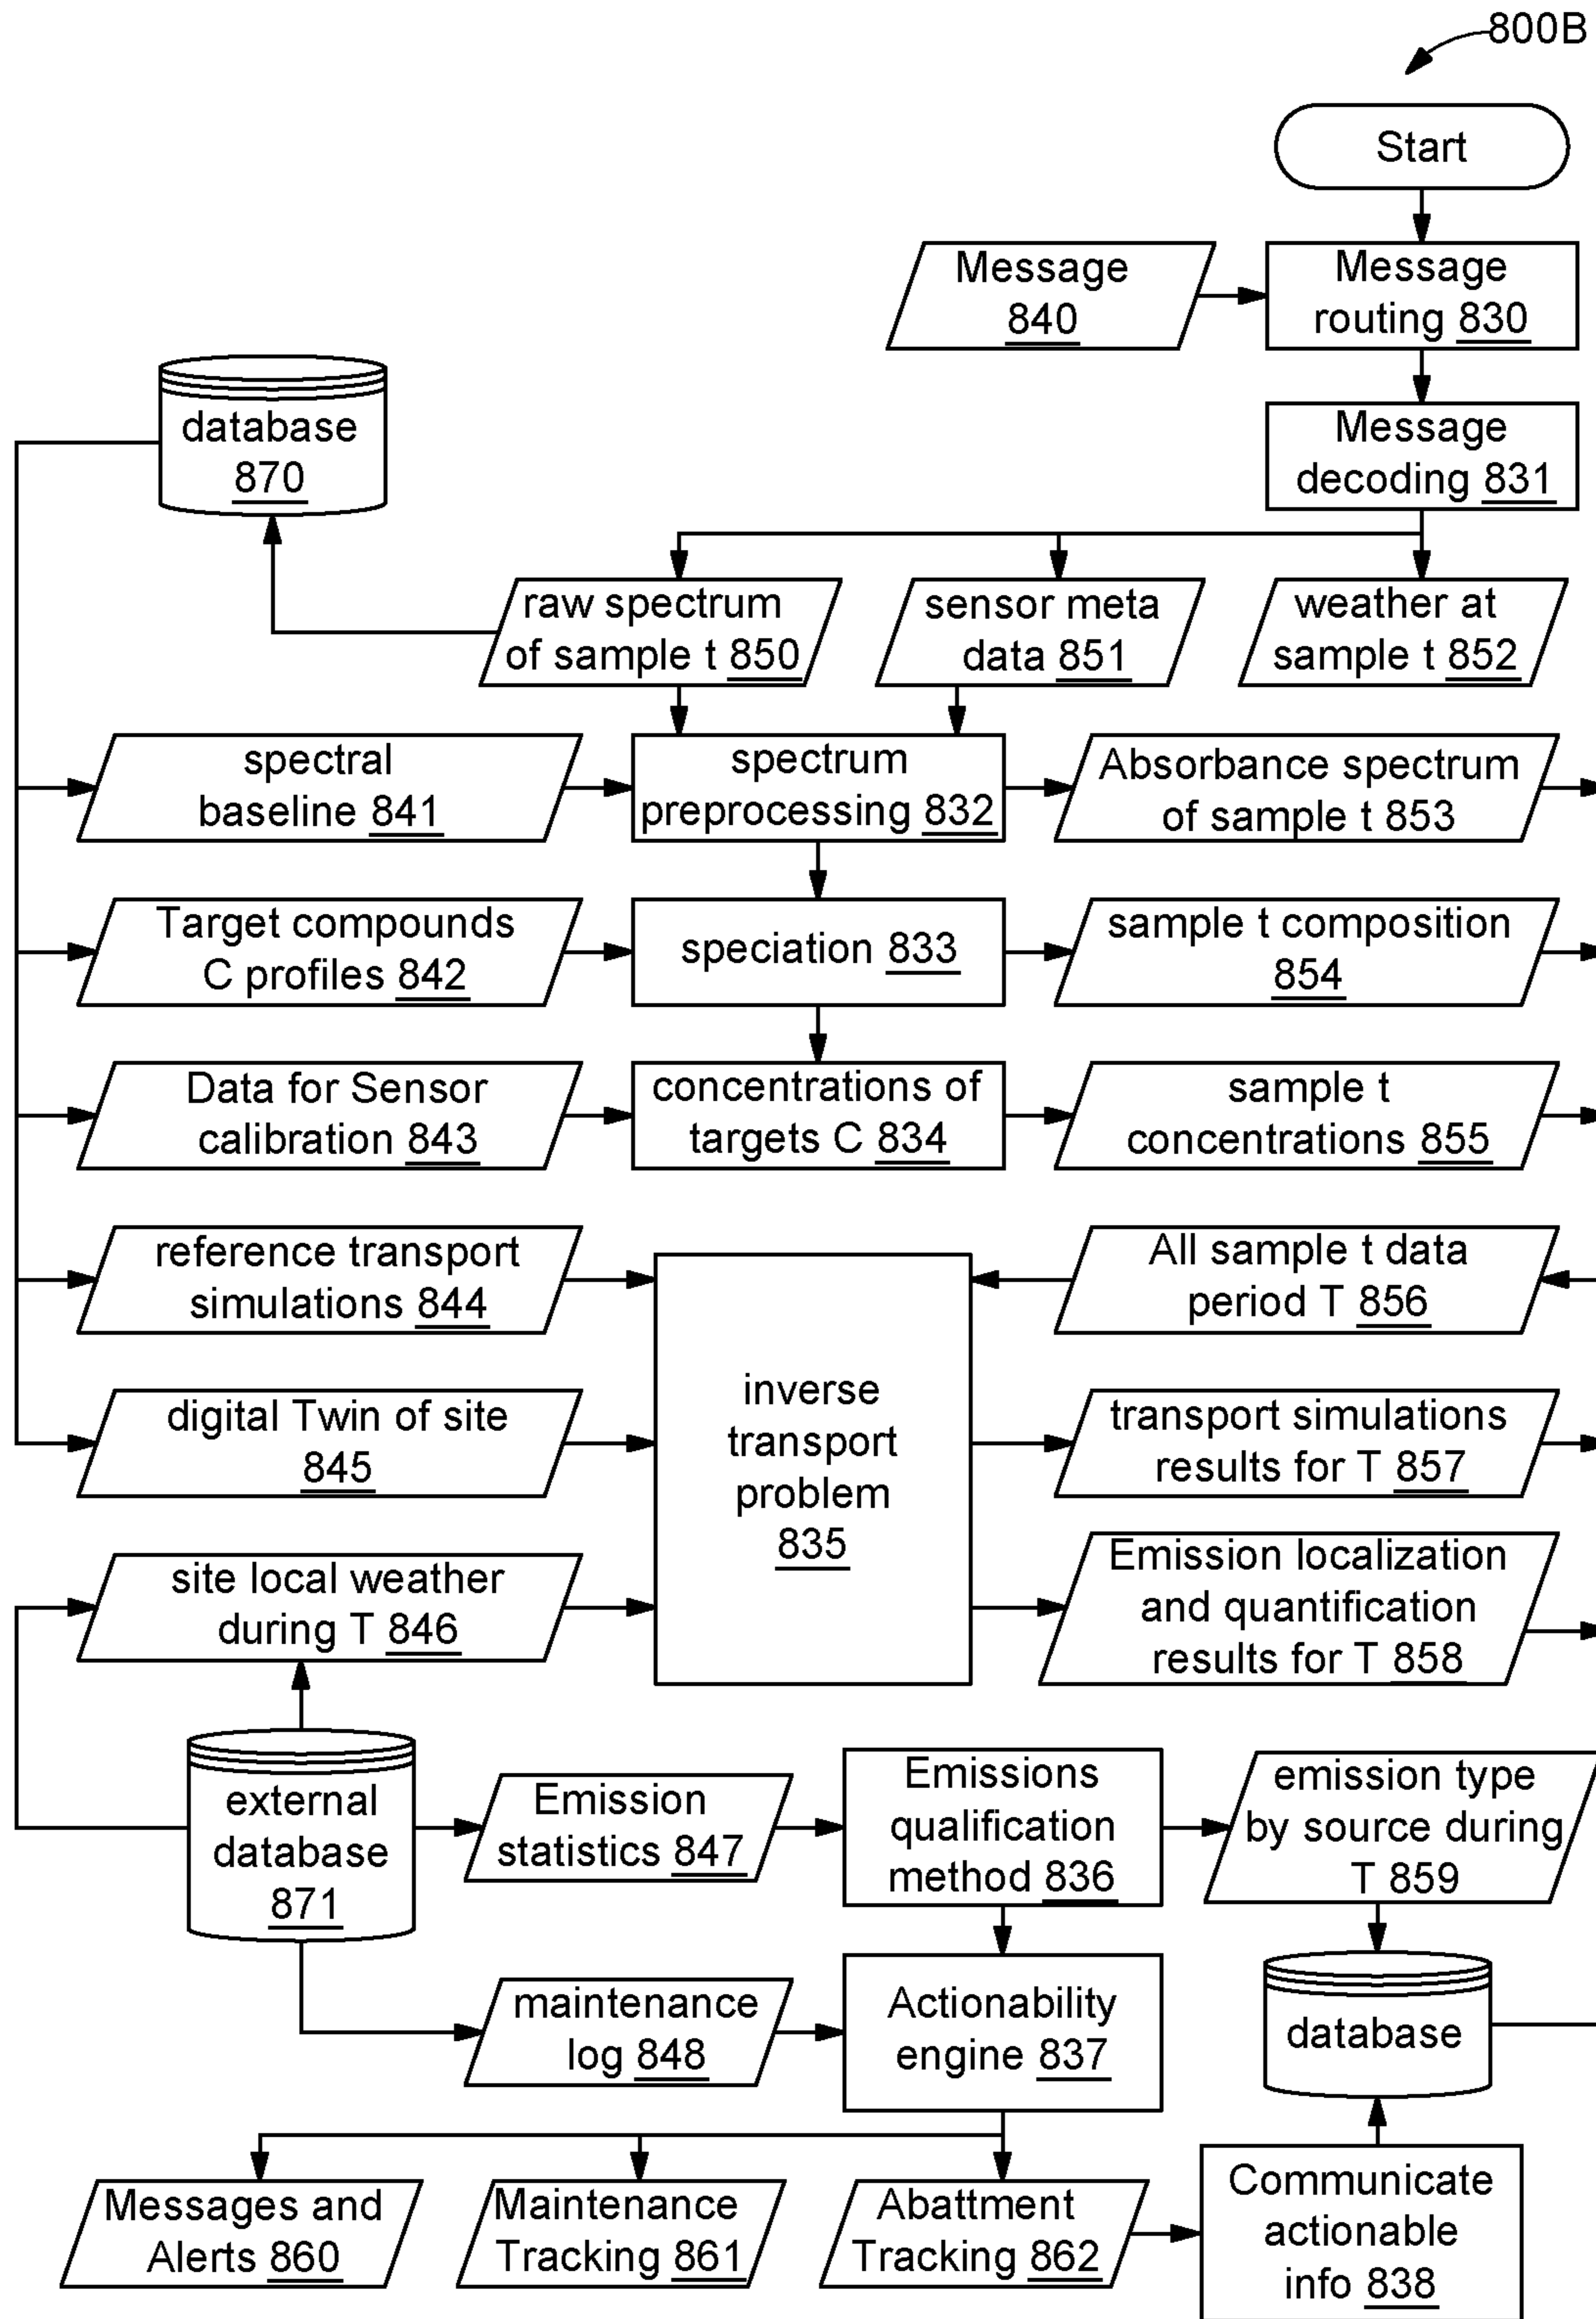 800B
Start
Message
840
Message
routing 830
Message
decoding 831
database
870
raw spectrum
of sample t 850
sensor meta
data 851
weather at
sample t 852
spectral
baseline 841
spectrum
preprocessing 832
Absorbance spectrum
of sample t 853
Target compounds
C profiles 842
speciation 833
sample t composition
854
Data for Sensor
calibration 843
concentrations of
targets C 834
sample t
concentrations 855
reference transport
simulations 844
All sample t data
period T 856
digital Twin of site
845
inverse
transport
problem
835
transport simulations
results for T 857
site local weather
during T 846
Emission localization
and quantification
results for T 858
external
database
871
Emission
statistics 847
Emissions
qualification
method 836
emission type
by source during
T 859
maintenance
log 848
Actionability
engine 837
database
Messages and
Alerts 860
Maintenance
Tracking 861
Abattment
Tracking 862
Communicate
actionable
info 838